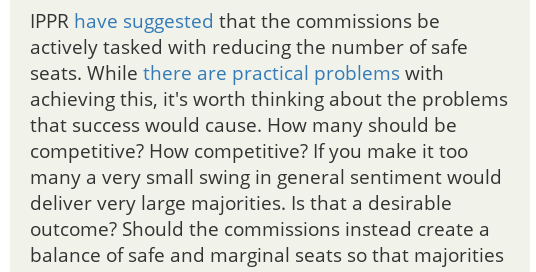 IPPR have suggested that the commissions be
actively tasked with reducing the number of safe
seats. While there are practical problems with
achieving this, it's worth thinking about the problems
that success would cause. How many should be
competitive? How competitive? If you make it too
many a very small swing in general sentiment would
deliver very large majorities. Is that a desirable
outcome? Should the commissions instead create a
balance of safe and marginal seats so that majorities